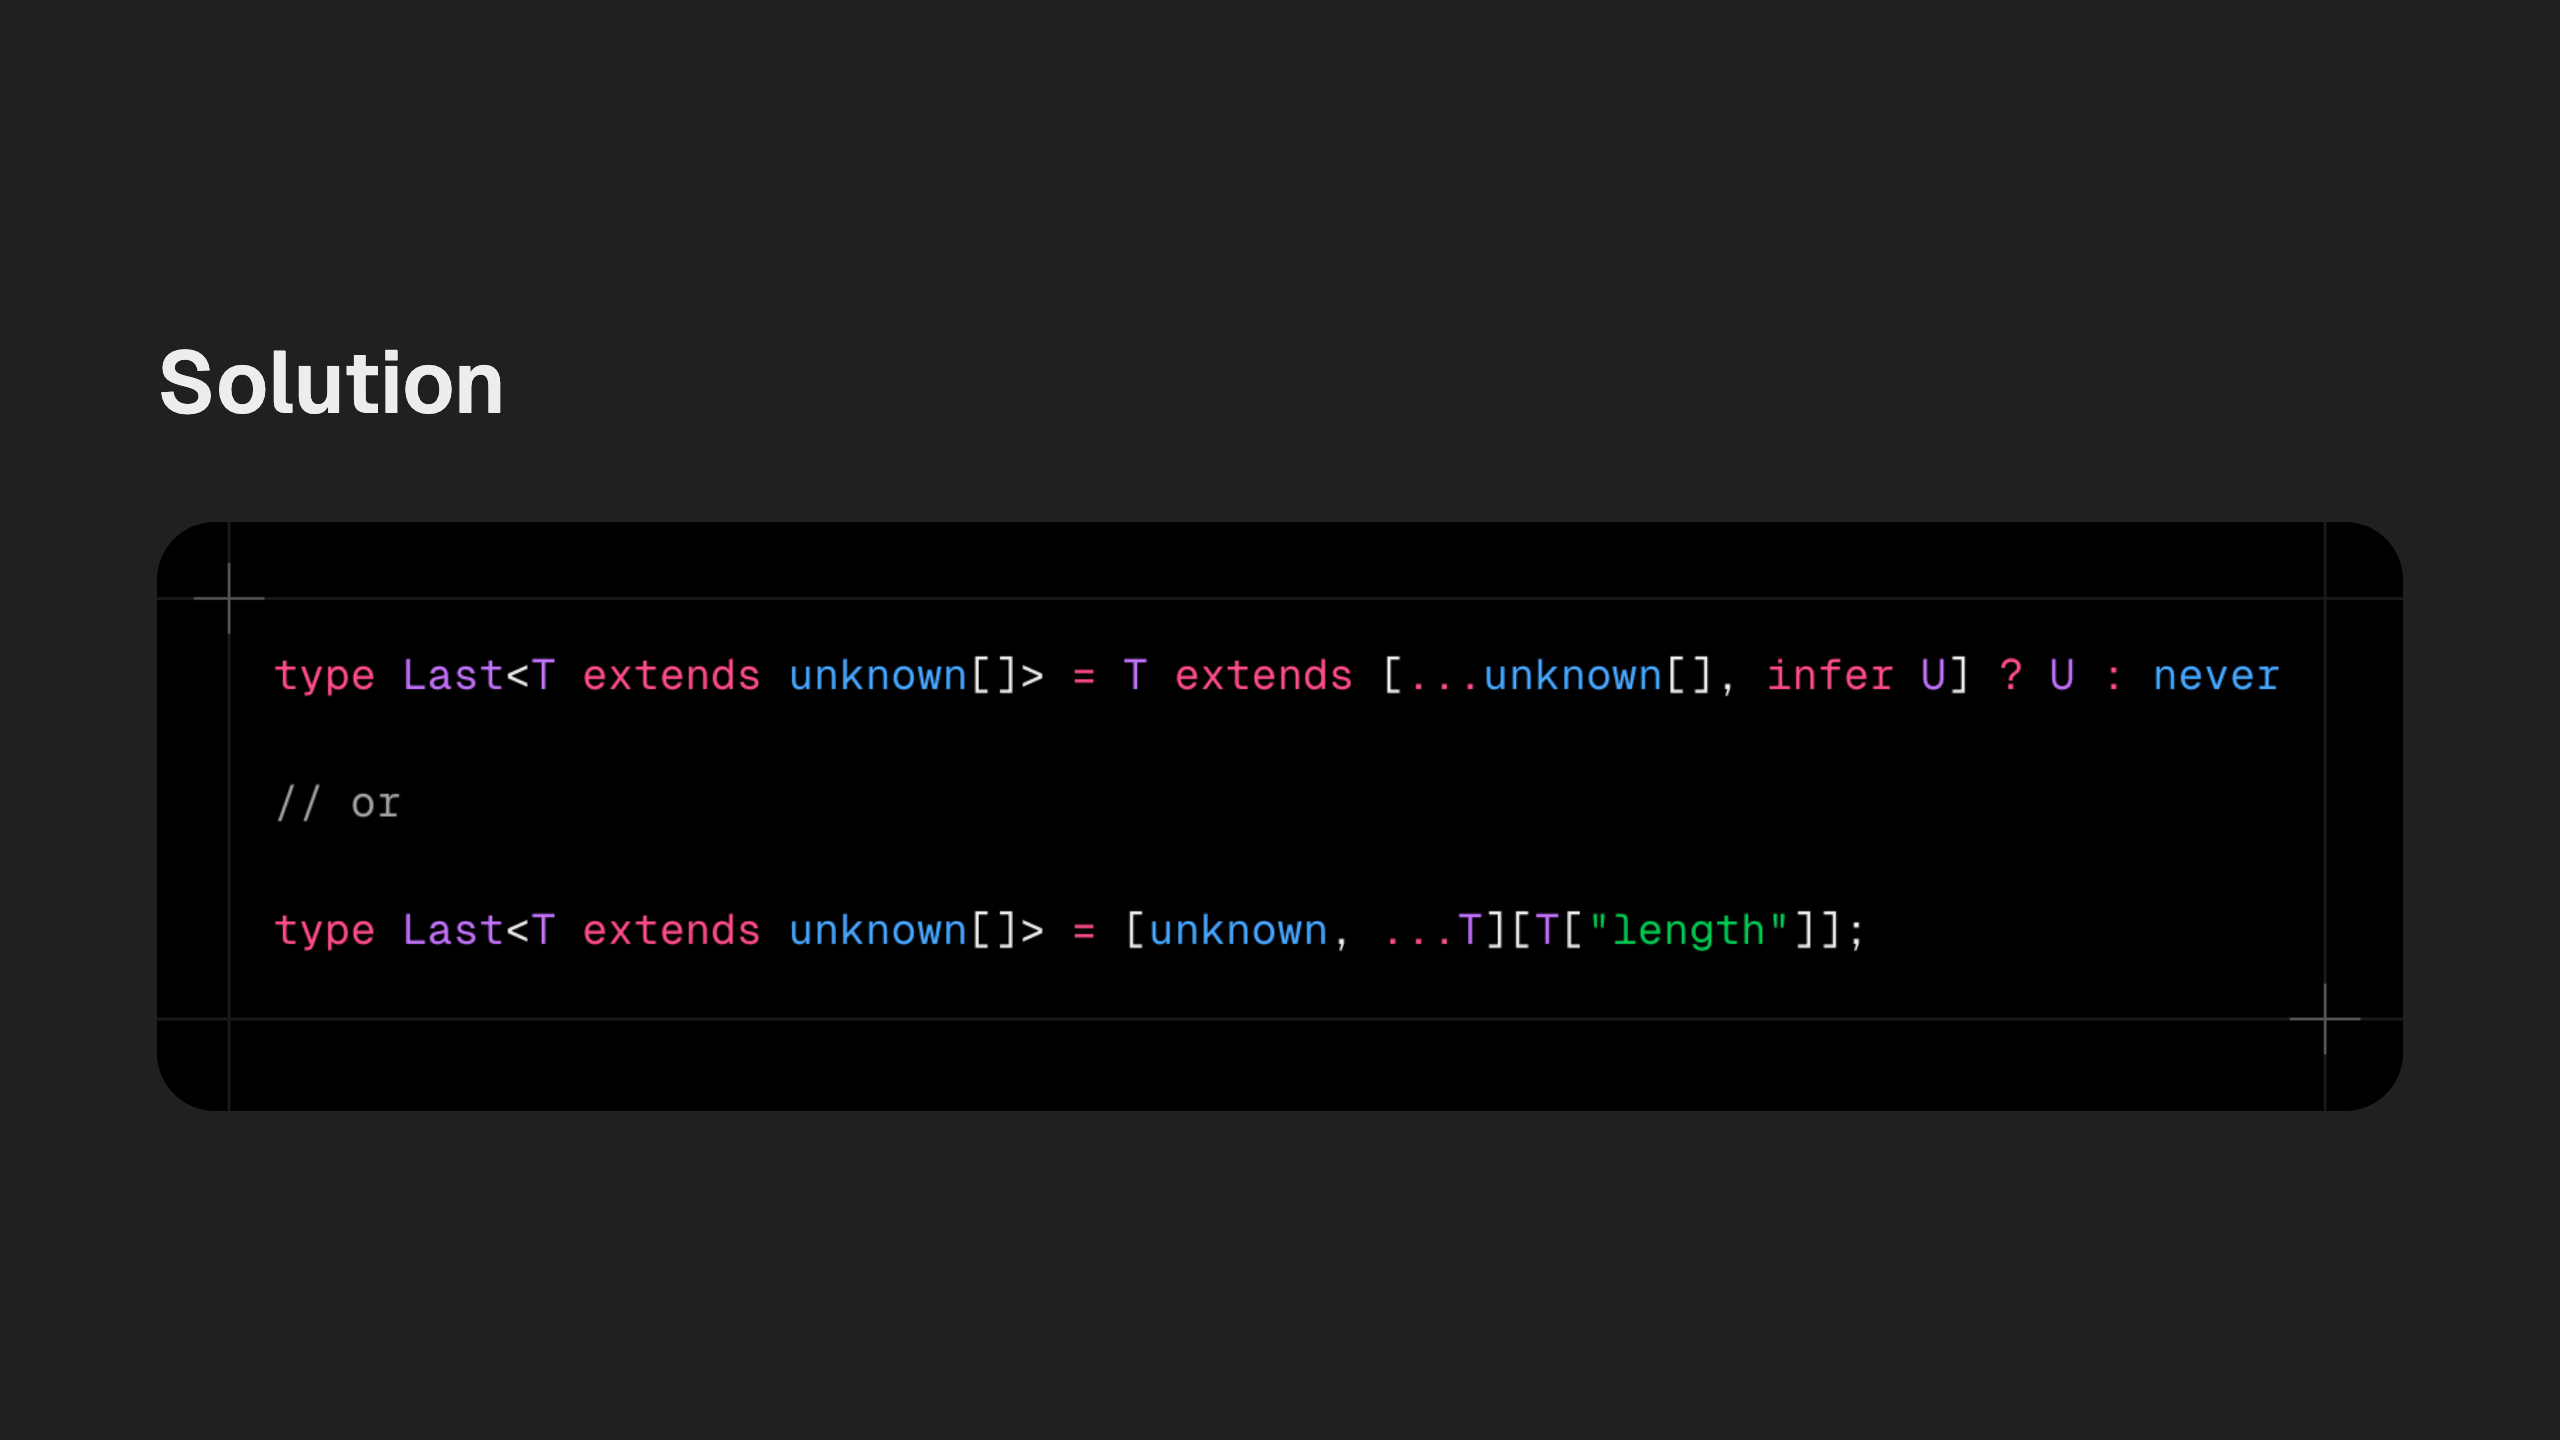 Solution
type Last<T extends unknown[]> = T extends [...unknown[], infer U] ? U : never
// or
type Last<T extends unknown[]> = [unknown, ...T][T["length"]];